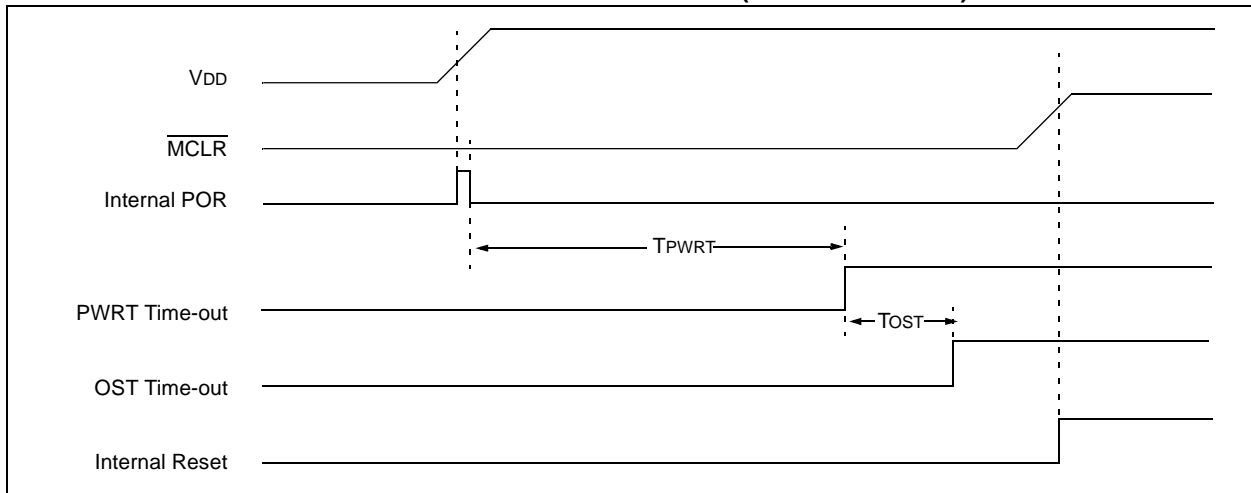 VDD
MCLR
Internal POR
TPWRT
PWRT Time-out
TOST
OST Time-out
Internal Reset